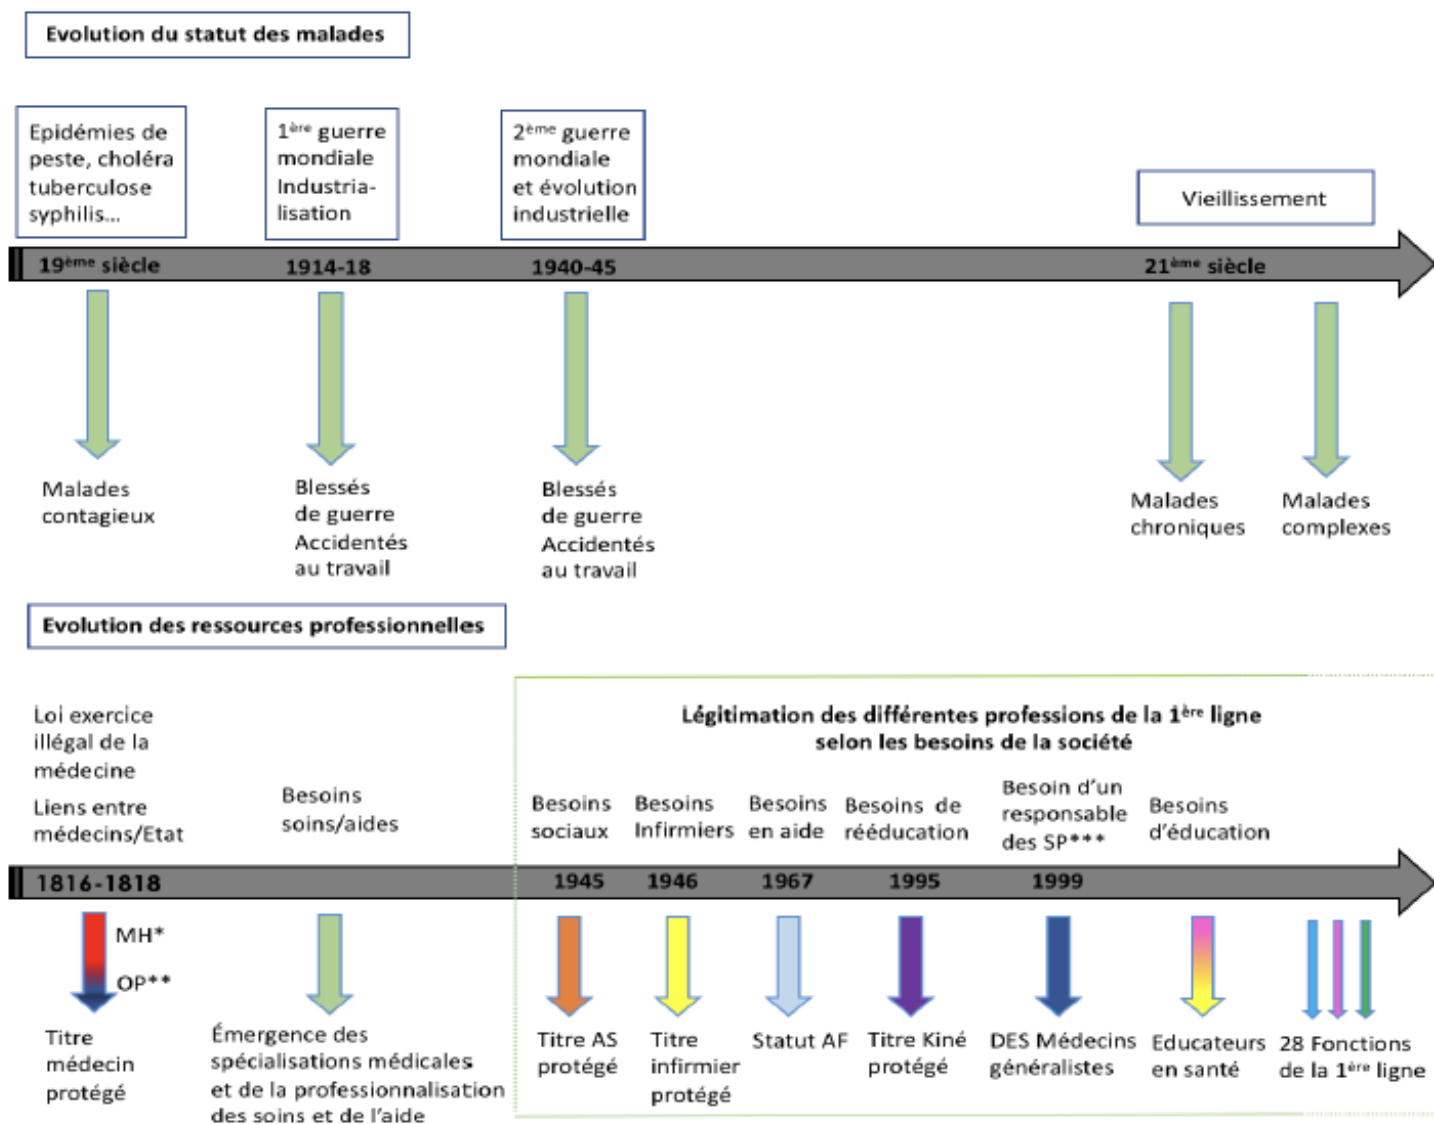 Evolution du statut des malades
Epidémies de
peste, choléra
tuberculose
syphilis...
1ère guerre
mondiale
Industria-
lisation
2ème guerre
mondiale
et évolution
industrielle
Vieillissement
19ème siècle
1914-18
1940-45
21ème siècle
Malades
contagieux
Blessés
de guerre
Accidentés
au travail
Blessés
de guerre
Accidentés
au travail
Malades
chroniques
Malades
complexes
Evolution des ressources professionnelles
Légitimation des différentes professions de la 1ère ligne
selon les besoins de la société
Loi exercice
illégal de la
médecine
Liens entre
médecins/Etat
Besoins
soins/aides
Besoins
sociaux
Besoins
Infirmiers
Besoins
en aide
Besoins de
rééducation
Besoin d'un
responsable
des SP***
Besoins
d'éducation
1816-1818
1945
1946
1967
1995
1999
MH*
OP**
Titre
médecin
protégé
Émergence des
spécialisations médicales
et de la professionnalisation
des soins et de l'aide
Titre AS
protégé
Titre
infirmier
protégé
Statut AF
Titre Kiné
protégé
DES Médecins
généralistes
Educateurs
en santé
28 Fonctions
de la 1ère ligne